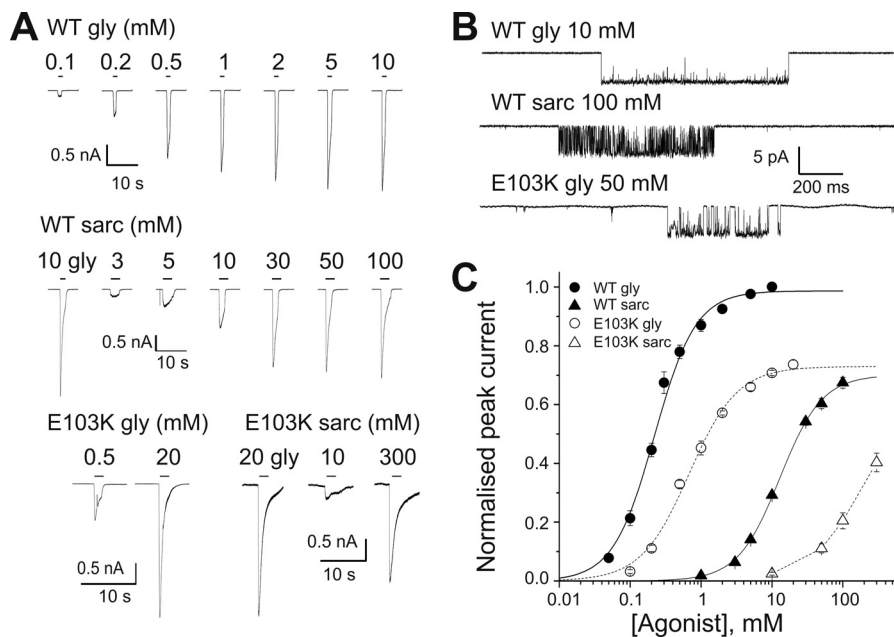 A
WT gly (mM)
0.1 0.2 0.5 1 2 5 10
0.5 nA
10 s
WT sarc (mM)
10 gly 3 5 10 30 50 100
0.5 nA
10 s
E103K gly (mM)
0.5 20
0.5 nA
10 s
E103K sarc (mM)
20 gly 10 300
0.5 nA
10 s
B
WT gly 10 mM
WT sarc 100 mM
5 pA
200 ms
E103K gly 50 mM
C
WT gly
WT sarc
E103K gly
E103K sarc
Normalised peak current
1.0
0.8
0.6
0.4
0.2
0.0
0.01 0.1 1 10 100
[Agonist], mM